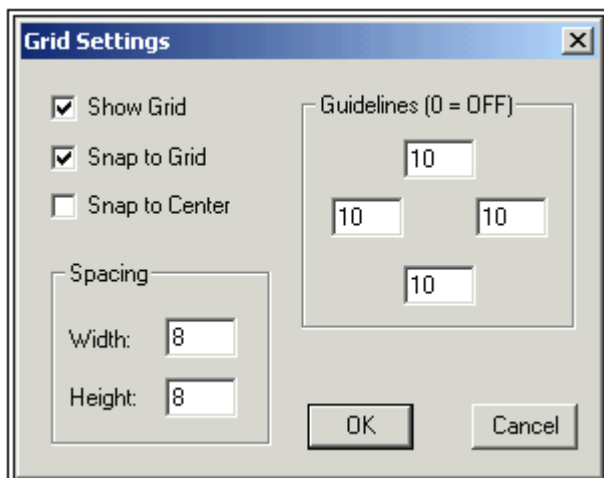 Grid Settings
Show Grid
Snap to Grid
Snap to Center
Guidelines (0 = OFF)
10
10 10
10
Spacing
Width: 8
Height: 8
OK Cancel